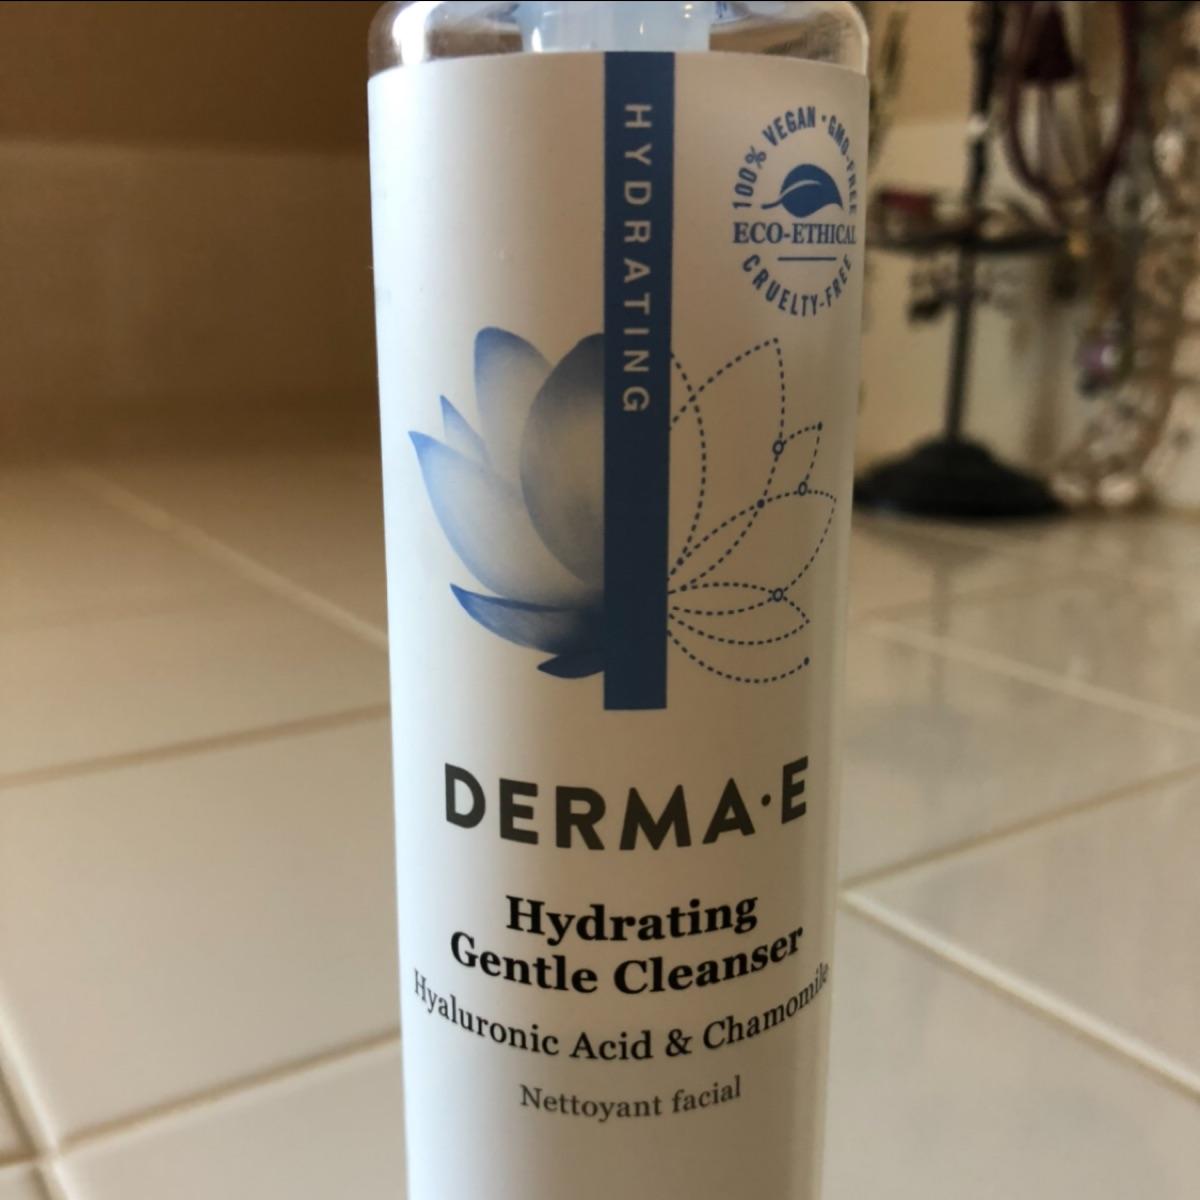 HYDRATING
100% VEGAN • GMO-FREE
ECO-ETHICAL
CRUELTY-FREE
DERMA·E
Hydrating
Gentle Cleanser
Hyaluronic Acid & Chamomile
Nettoyant facial